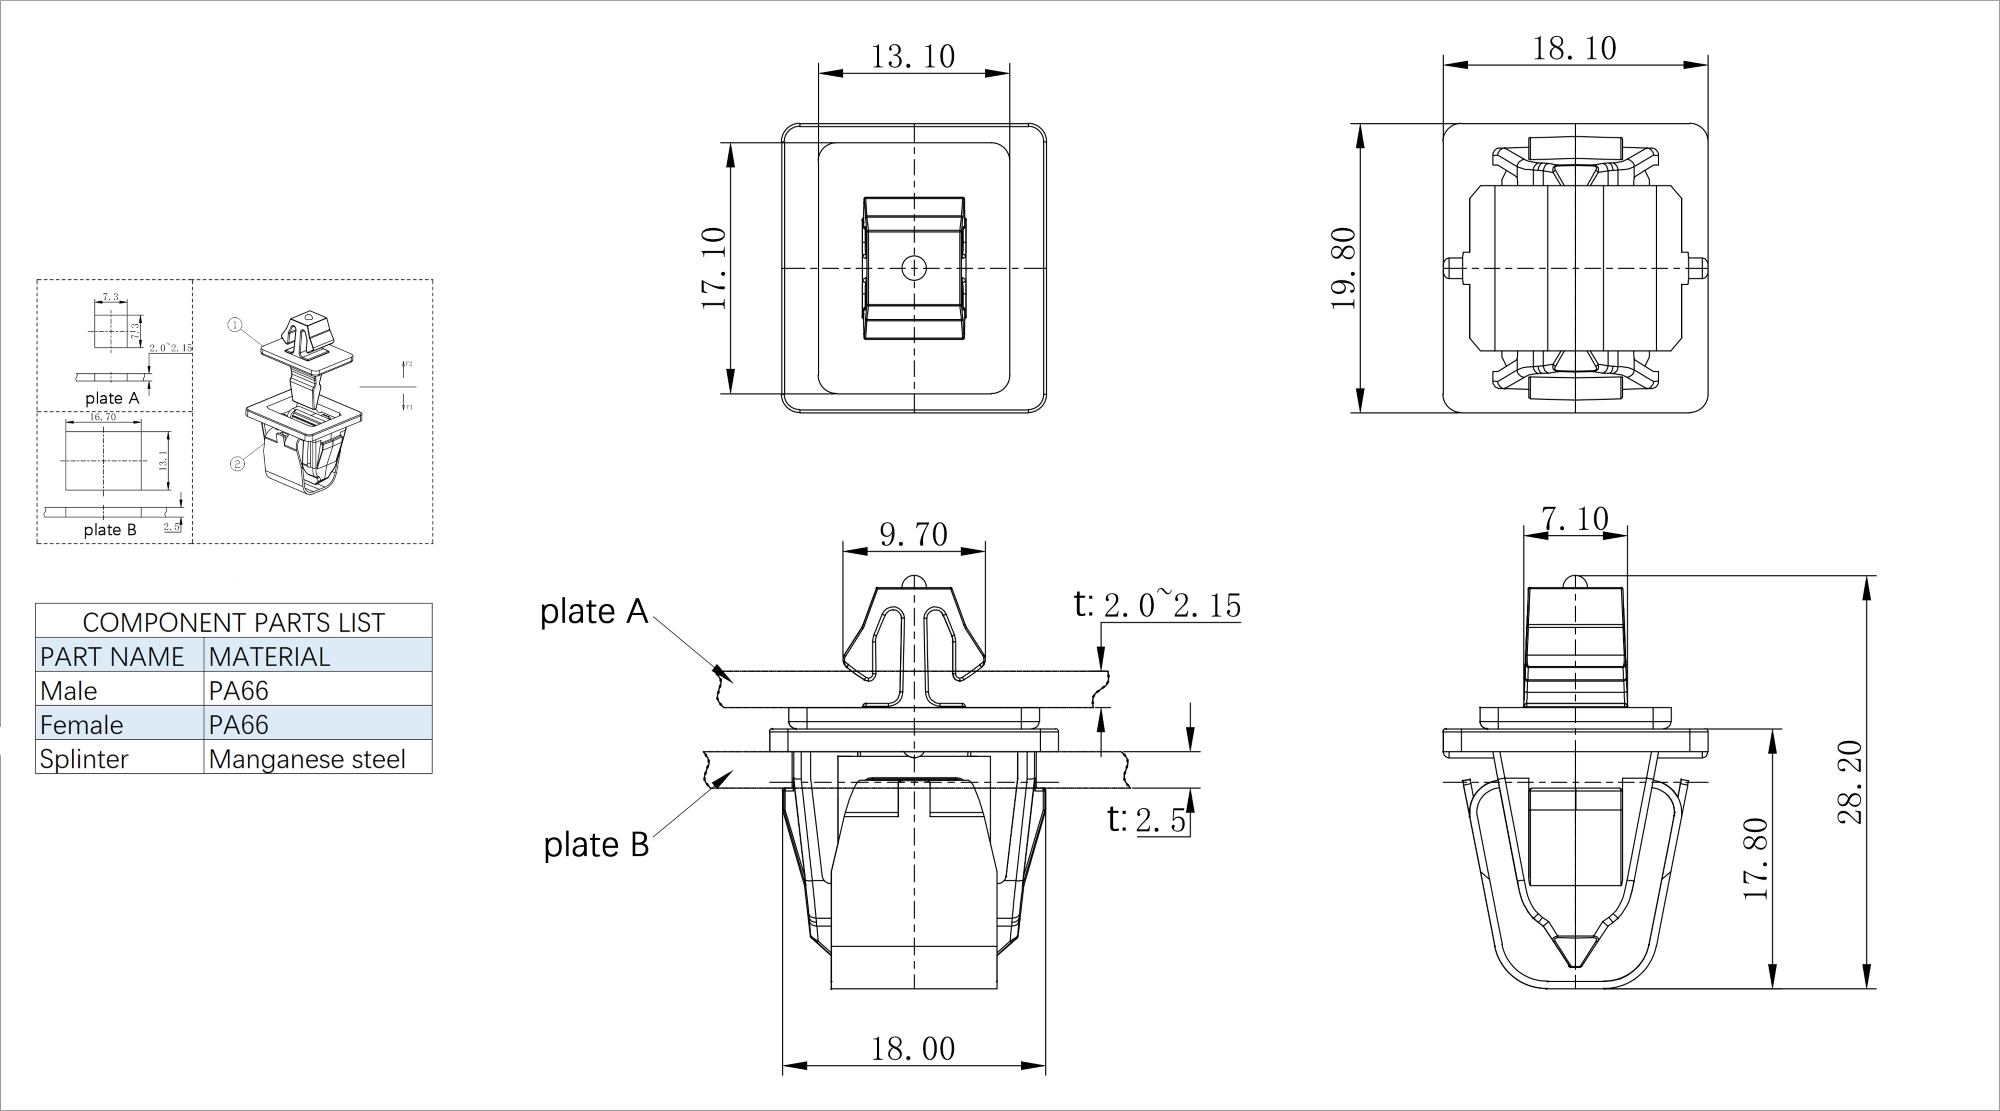 13.10
18.10
17.10
19.80
7.3
7.3
2.0~2.15
plate A
16.70
13.1
2.5
plate B
1
2
F2
F1
COMPONENT PARTS LIST
PART NAME MATERIAL
Male PA66
Female PA66
Splinter Manganese steel
9.70
7.10
plate A
t: 2.0~2.15
plate B
t: 2.5
28.20
17.80
18.00